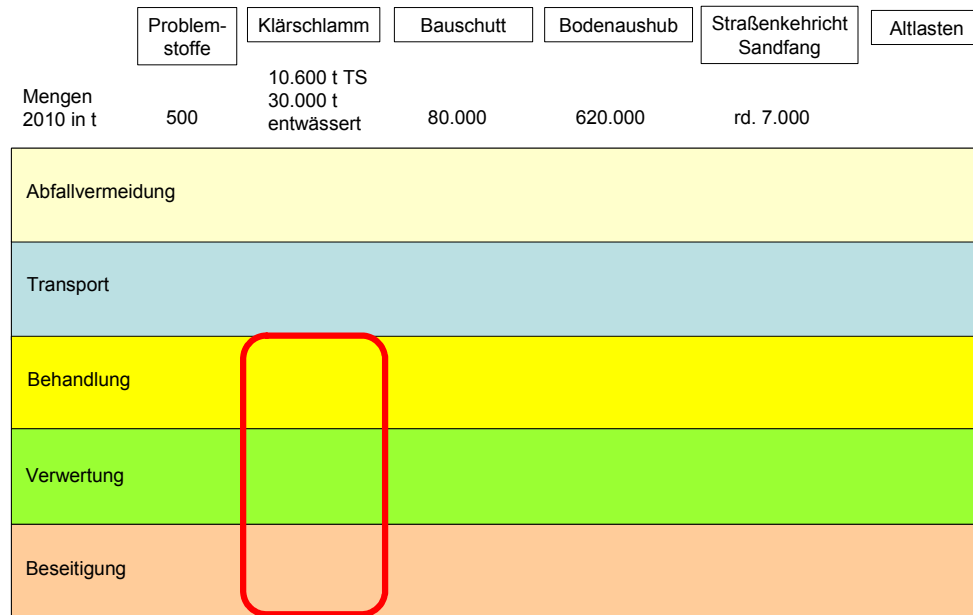 Problem-
stoffe
Klärschlamm
Bauschutt
Bodenaushub
Straßenkehricht
Sandfang
Altlasten
Mengen
2010 in t
500
10.600 t TS
30.000 t
entwässert
80.000
620.000
rd. 7.000
Abfallvermeidung
Transport
Behandlung
Verwertung
Beseitigung